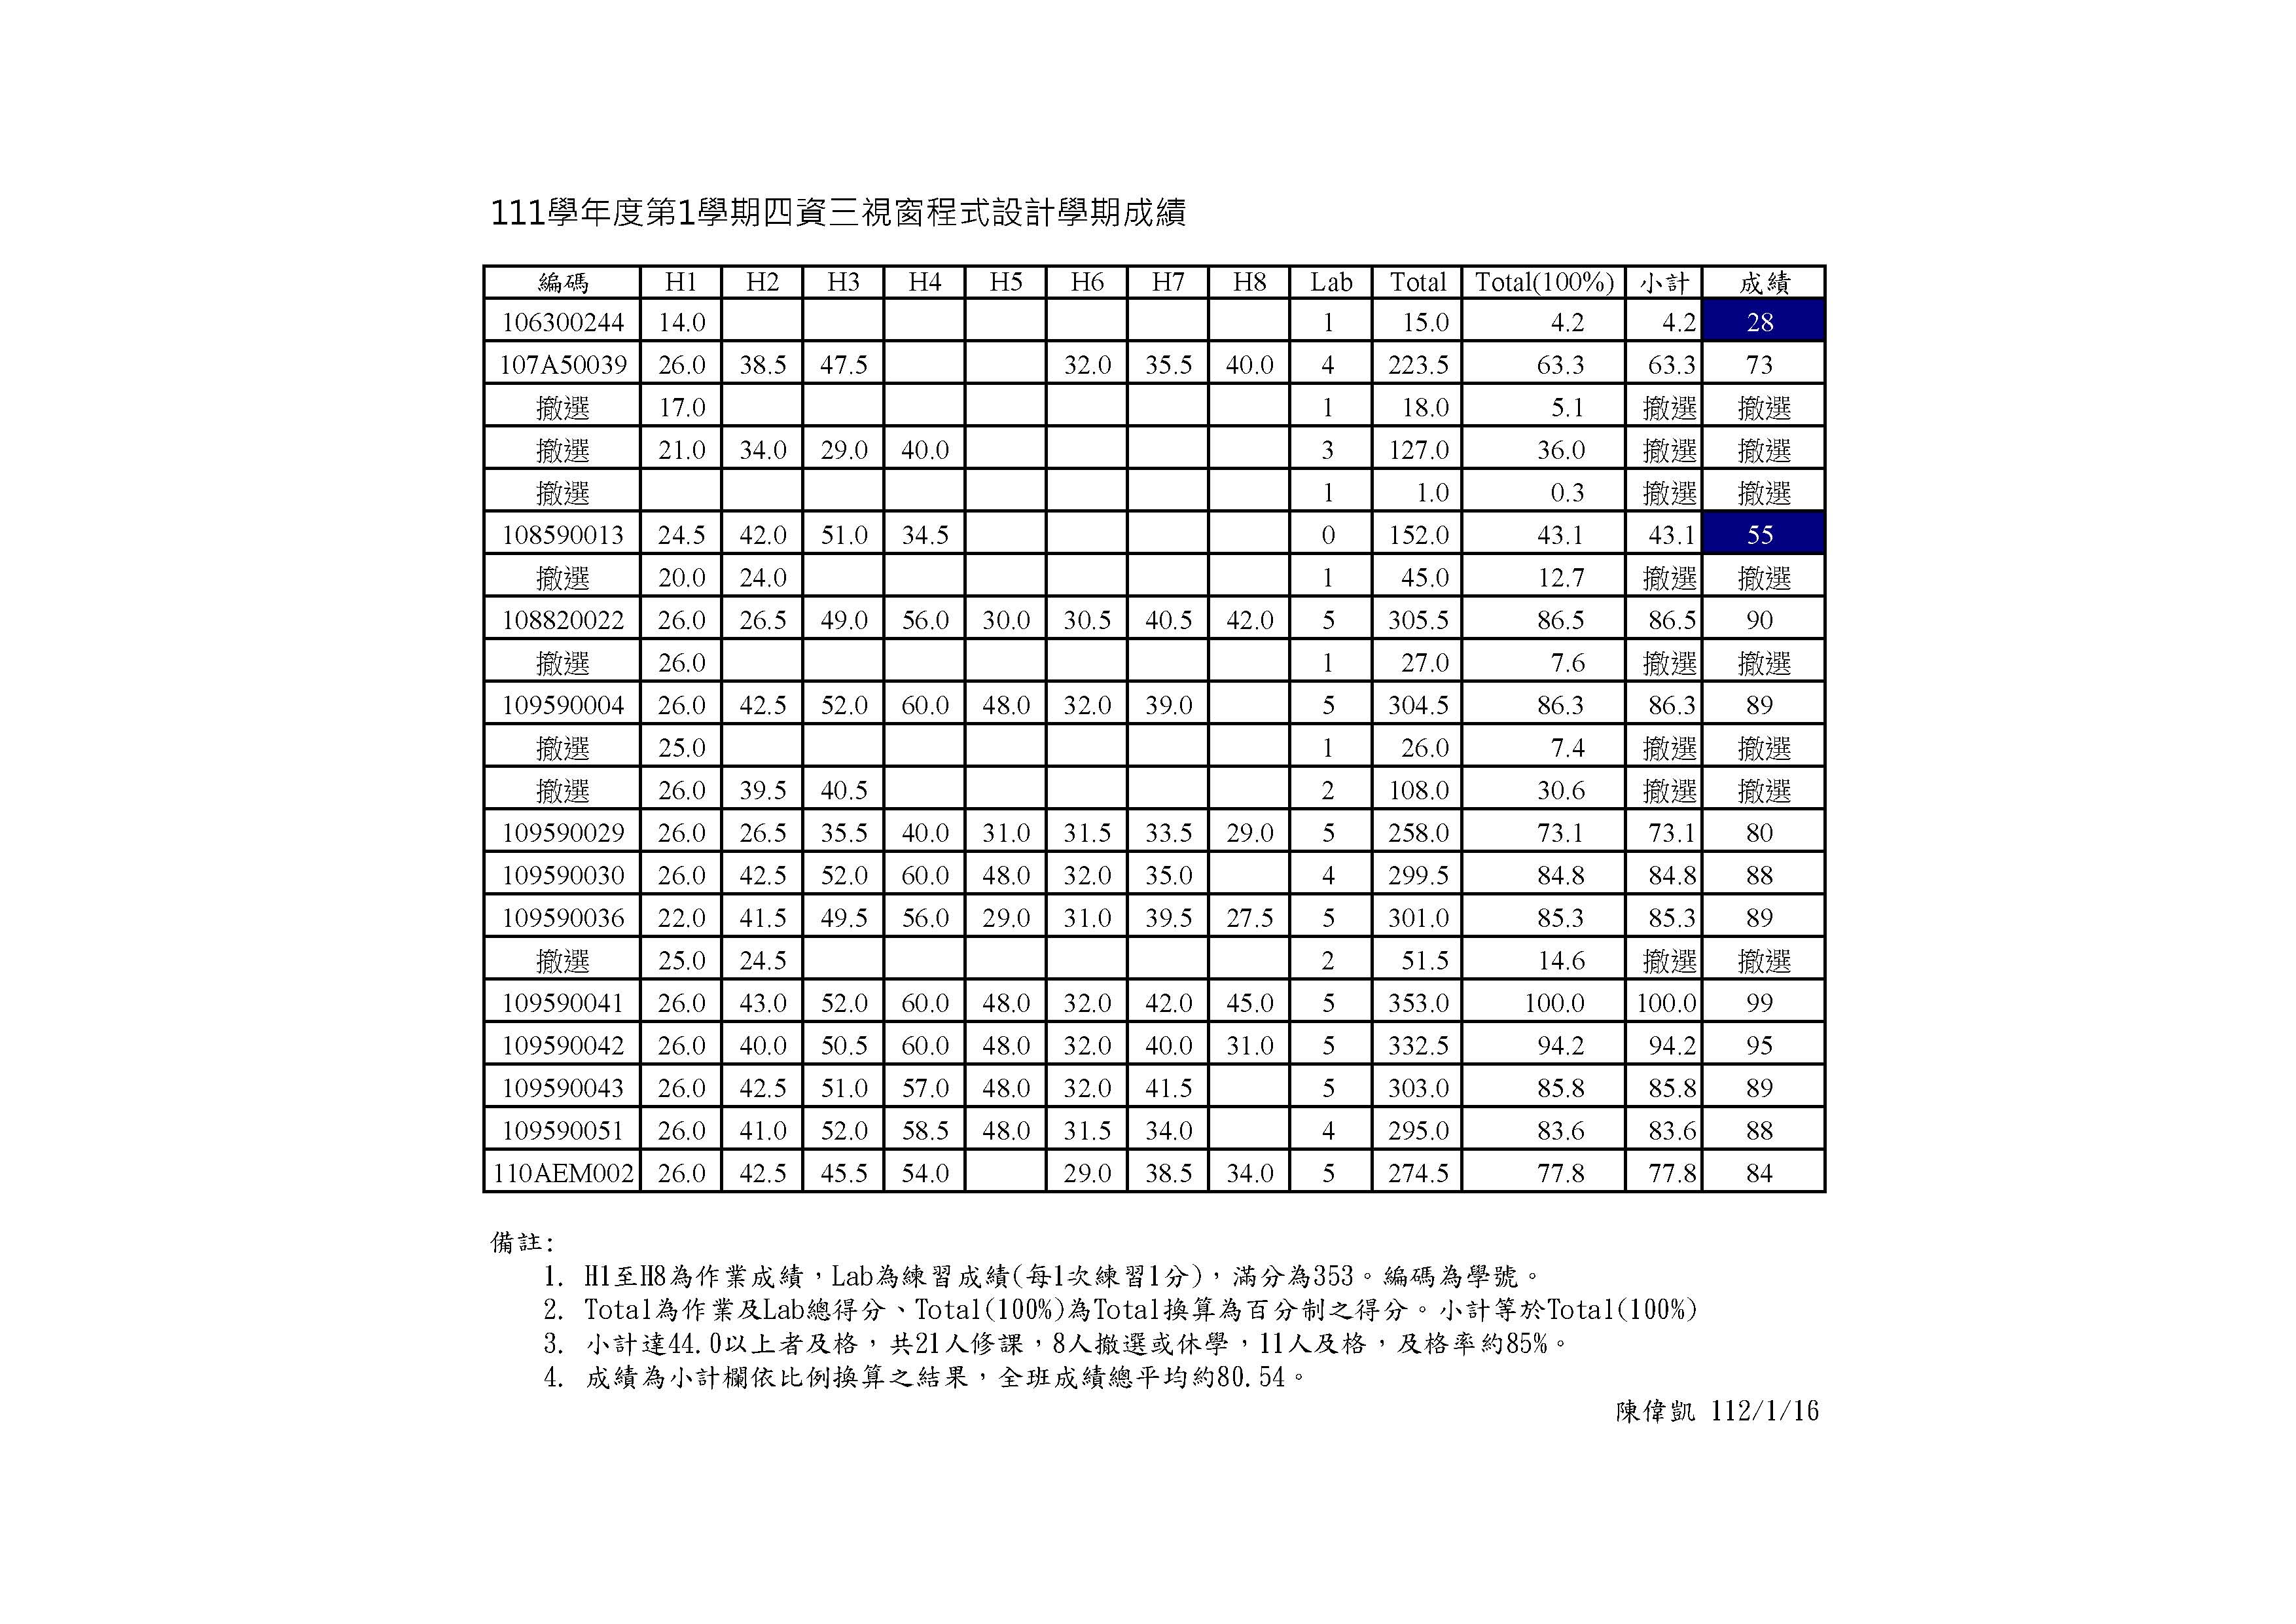 111學年度第1學期四資三視窗程式設計學期成績
編碼 H1 H2 H3 H4 H5 H6 H7 H8 Lab Total Total(100%) 小計 成績
106300244 14.0 1 15.0 4.2 4.2 28
107A50039 26.0 38.5 47.5 32.0 35.5 40.0 4 223.5 63.3 63.3 73
撤選 17.0 1 18.0 5.1 撤選 撤選
撤選 21.0 34.0 29.0 40.0 3 127.0 36.0 撤選 撤選
撤選 1 1.0 0.3 撤選 撤選
108590013 24.5 42.0 51.0 34.5 0 152.0 43.1 43.1 55
撤選 20.0 24.0 1 45.0 12.7 撤選 撤選
108820022 26.0 26.5 49.0 56.0 30.0 30.5 40.5 42.0 5 305.5 86.5 86.5 90
撤選 26.0 1 27.0 7.6 撤選 撤選
109590004 26.0 42.5 52.0 60.0 48.0 32.0 39.0 5 304.5 86.3 86.3 89
撤選 25.0 1 26.0 7.4 撤選 撤選
撤選 26.0 39.5 40.5 2 108.0 30.6 撤選 撤選
109590029 26.0 26.5 35.5 40.0 31.0 31.5 33.5 29.0 5 258.0 73.1 73.1 80
109590030 26.0 42.5 52.0 60.0 48.0 32.0 35.0 4 299.5 84.8 84.8 88
109590036 22.0 41.5 49.5 56.0 29.0 31.0 39.5 27.5 5 301.0 85.3 85.3 89
撤選 25.0 24.5 2 51.5 14.6 撤選 撤選
109590041 26.0 43.0 52.0 60.0 48.0 32.0 42.0 45.0 5 353.0 100.0 100.0 99
109590042 26.0 40.0 50.5 60.0 48.0 32.0 40.0 31.0 5 332.5 94.2 94.2 95
109590043 26.0 42.5 51.0 57.0 48.0 32.0 41.5 5 303.0 85.8 85.8 89
109590051 26.0 41.0 52.0 58.5 48.0 31.5 34.0 4 295.0 83.6 83.6 88
110AEM002 26.0 42.5 45.5 54.0 29.0 38.5 34.0 5 274.5 77.8 77.8 84
備註:
1. H1至H8為作業成績，Lab為練習成績(每1次練習1分)，滿分為353。編碼為學號。
2. Total為作業及Lab總得分、Total(100%)為Total換算為百分制之得分。小計等於Total(100%)
3. 小計達44.0以上者及格，共21人修課，8人撤選或休學，11人及格，及格率約85%。
4. 成績為小計欄依比例換算之結果，全班成績總平均約80.54。
陳偉凱 112/1/16